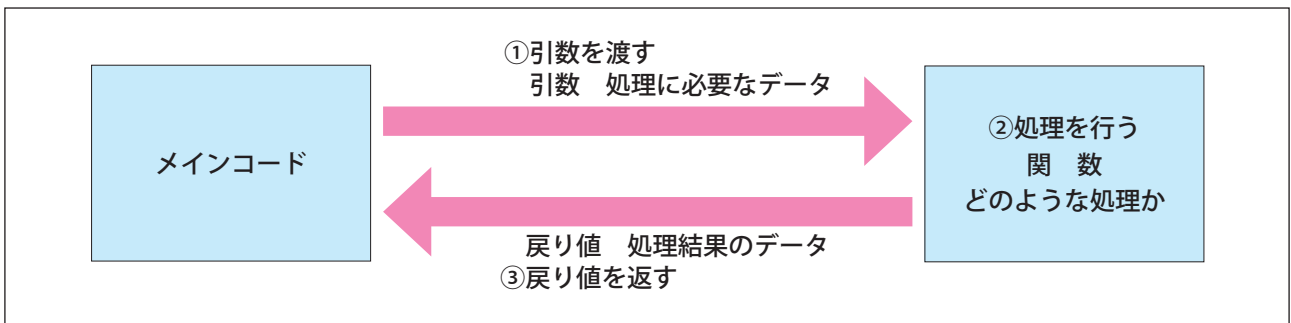 ①引数を渡す
引数　処理に必要なデータ
メインコード
②処理を行う
関　数
どのような処理か
戻り値　処理結果のデータ
③戻り値を返す